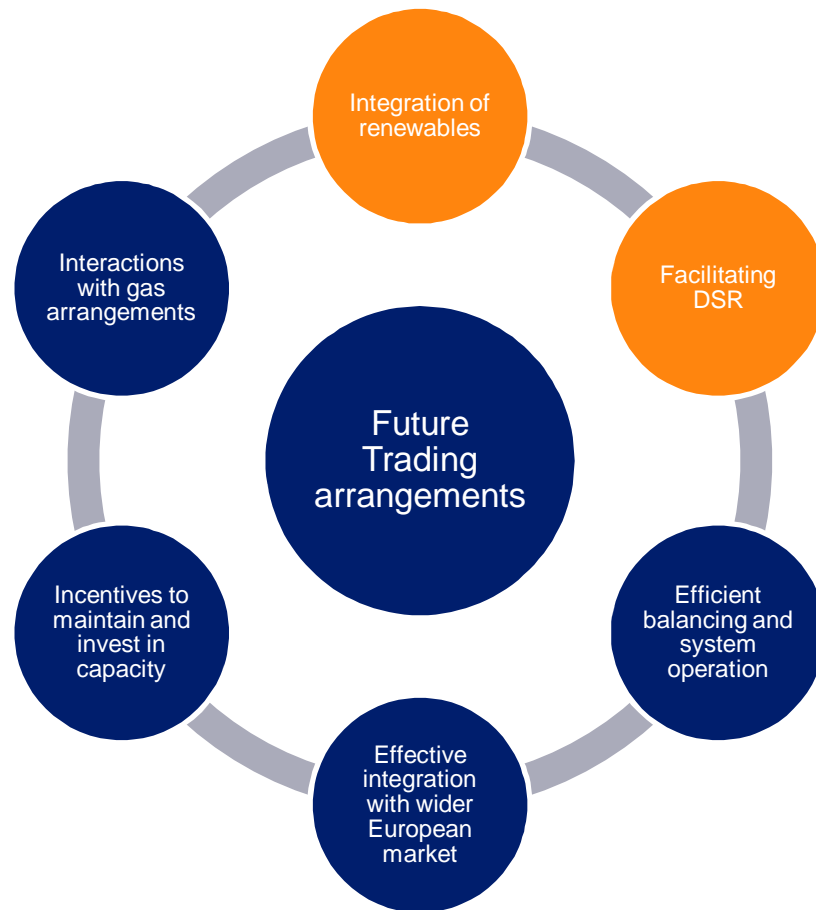 Integration of
renewables
Facilitating
DSR
Efficient
balancing and
system
operation
Effective
integration
with wider
European
market
Incentives to
maintain and
invest in
capacity
Interactions
with gas
arrangements
Future
Trading
arrangements